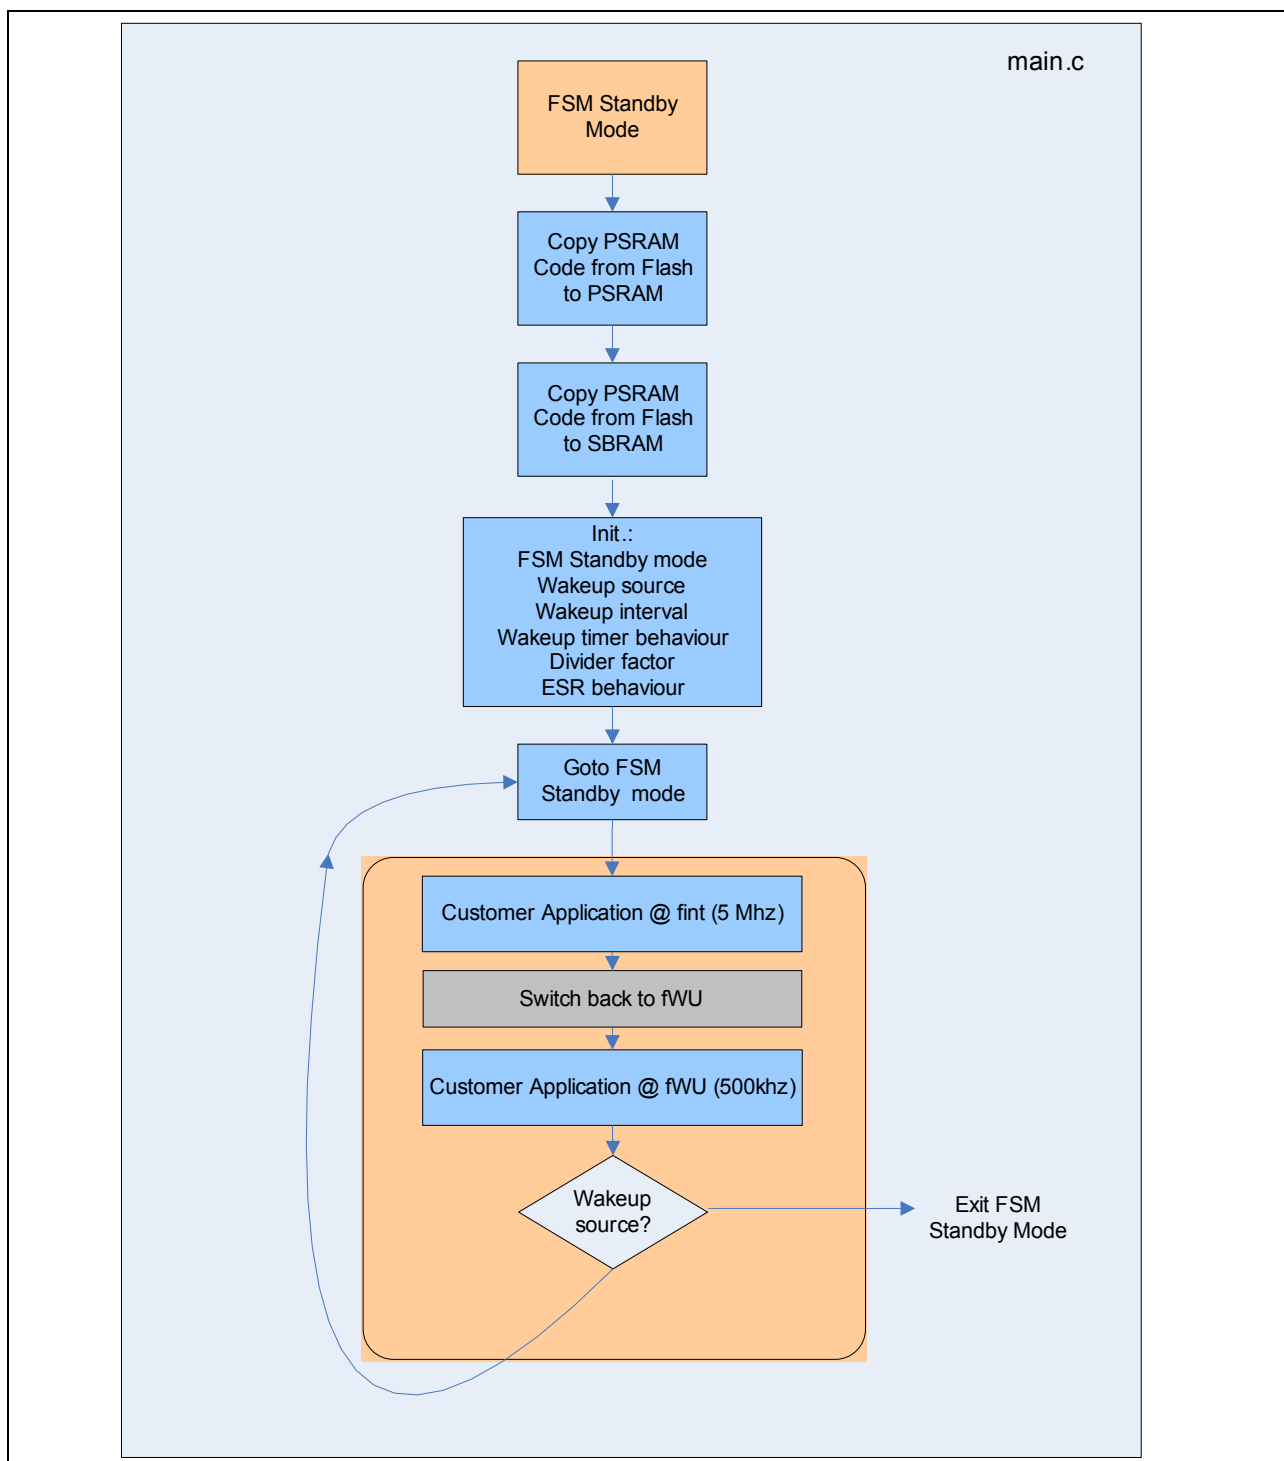 main.c
FSM Standby
Mode
Copy PSRAM
Code from Flash
to PSRAM
Copy PSRAM
Code from Flash
to SBRAM
Init.:
FSM Standby mode
Wakeup source
Wakeup interval
Wakeup timer behaviour
Divider factor
ESR behaviour
Goto FSM
Standby mode
Customer Application @ fint (5 Mhz)
Switch back to fWU
Customer Application @ fWU (500khz)
Wakeup
source?
Exit FSM
Standby Mode